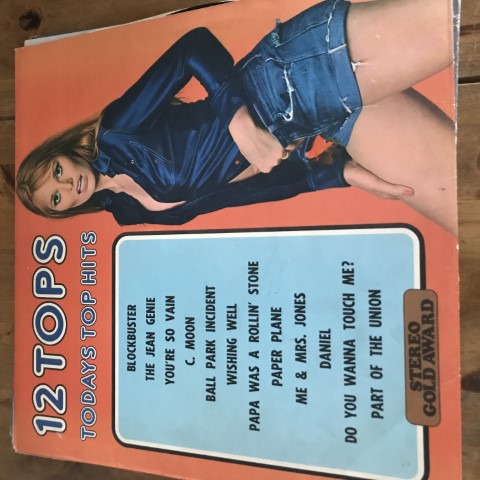 12 TOPS
TODAYS TOP HITS
BLOCKBUSTER
THE JEAN GENIE
YOU'RE SO VAIN
C. MOON
BALL PARK INCIDENT
WISHING WELL
PAPA WAS A ROLLIN' STONE
PAPER PLANE
ME & MRS. JONES
DANIEL
DO YOU WANNA TOUCH ME?
PART OF THE UNION
STEREO
GOLD AWARD